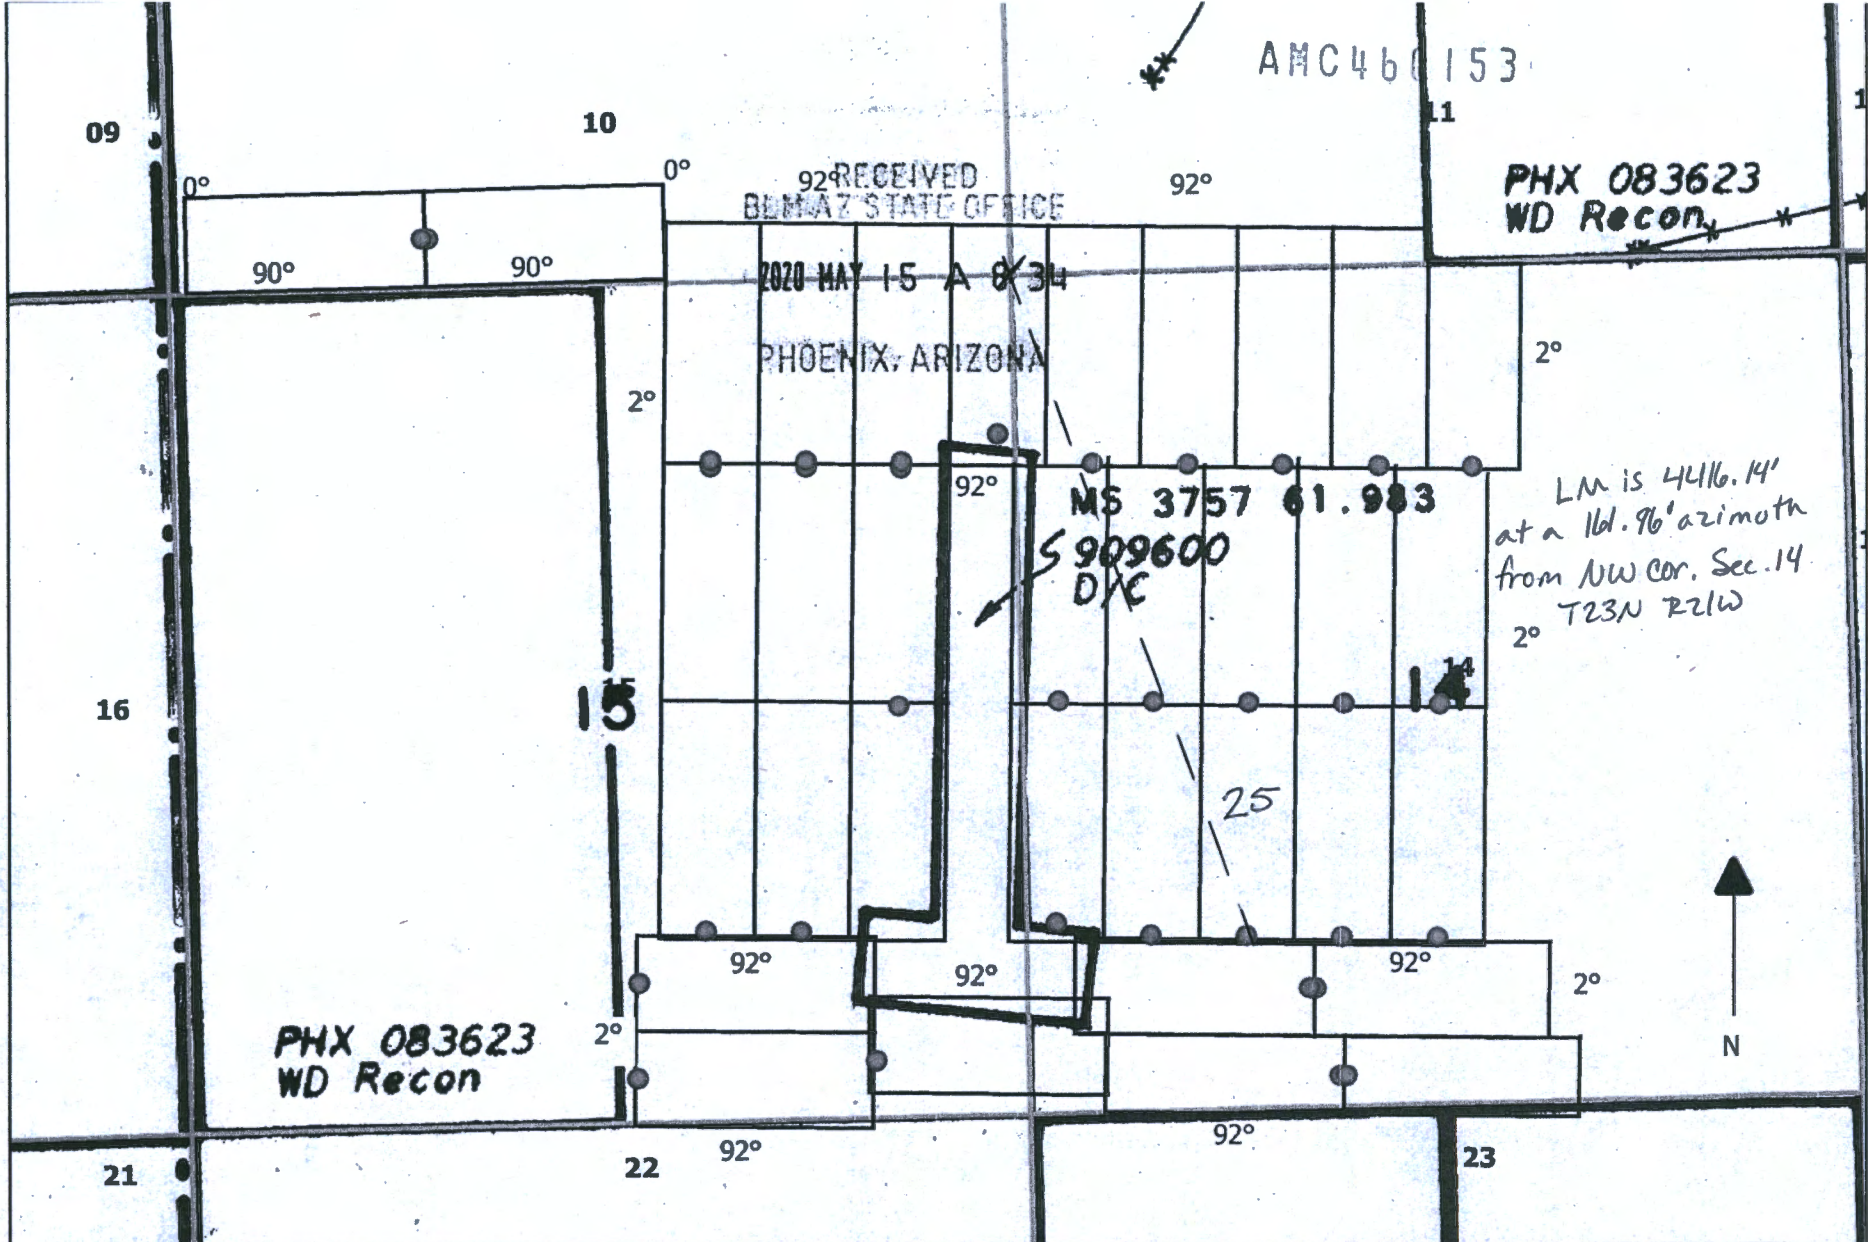 AMC460153
09
10
11
0°
0°
92°
92°
RECEIVED
BLM AZ STATE OFFICE
PHX 083623
WD Recon
90°
90°
2020 MAY 15 A 8:34
PHOENIX, ARIZONA
2°
2°
92°
MS 3757 61.983
S 909600
D/C
LM is 4416.14'
at a 161.96° azimoth
from NW Cor. Sec. 14
T23N R21W
2°
16
15
14
14
25
92°
92°
92°
2°
PHX 083623
WD Recon
2°
N
92°
92°
21
22
23